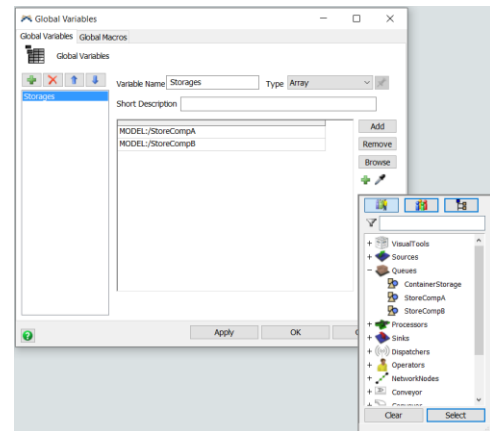 Global Variables
Global Variables Global Macros
Global Variables
Variable Name Storages Type Array
Storages
Short Description
MODEL:/StoreCompA
MODEL:/StoreCompB
Add
Remove
Browse
VisualTools
Sources
Queues
ContainerStorage
StoreCompA
StoreCompB
Processors
Sinks
Dispatchers
Operators
NetworkNodes
Conveyor
Apply OK
Clear Select